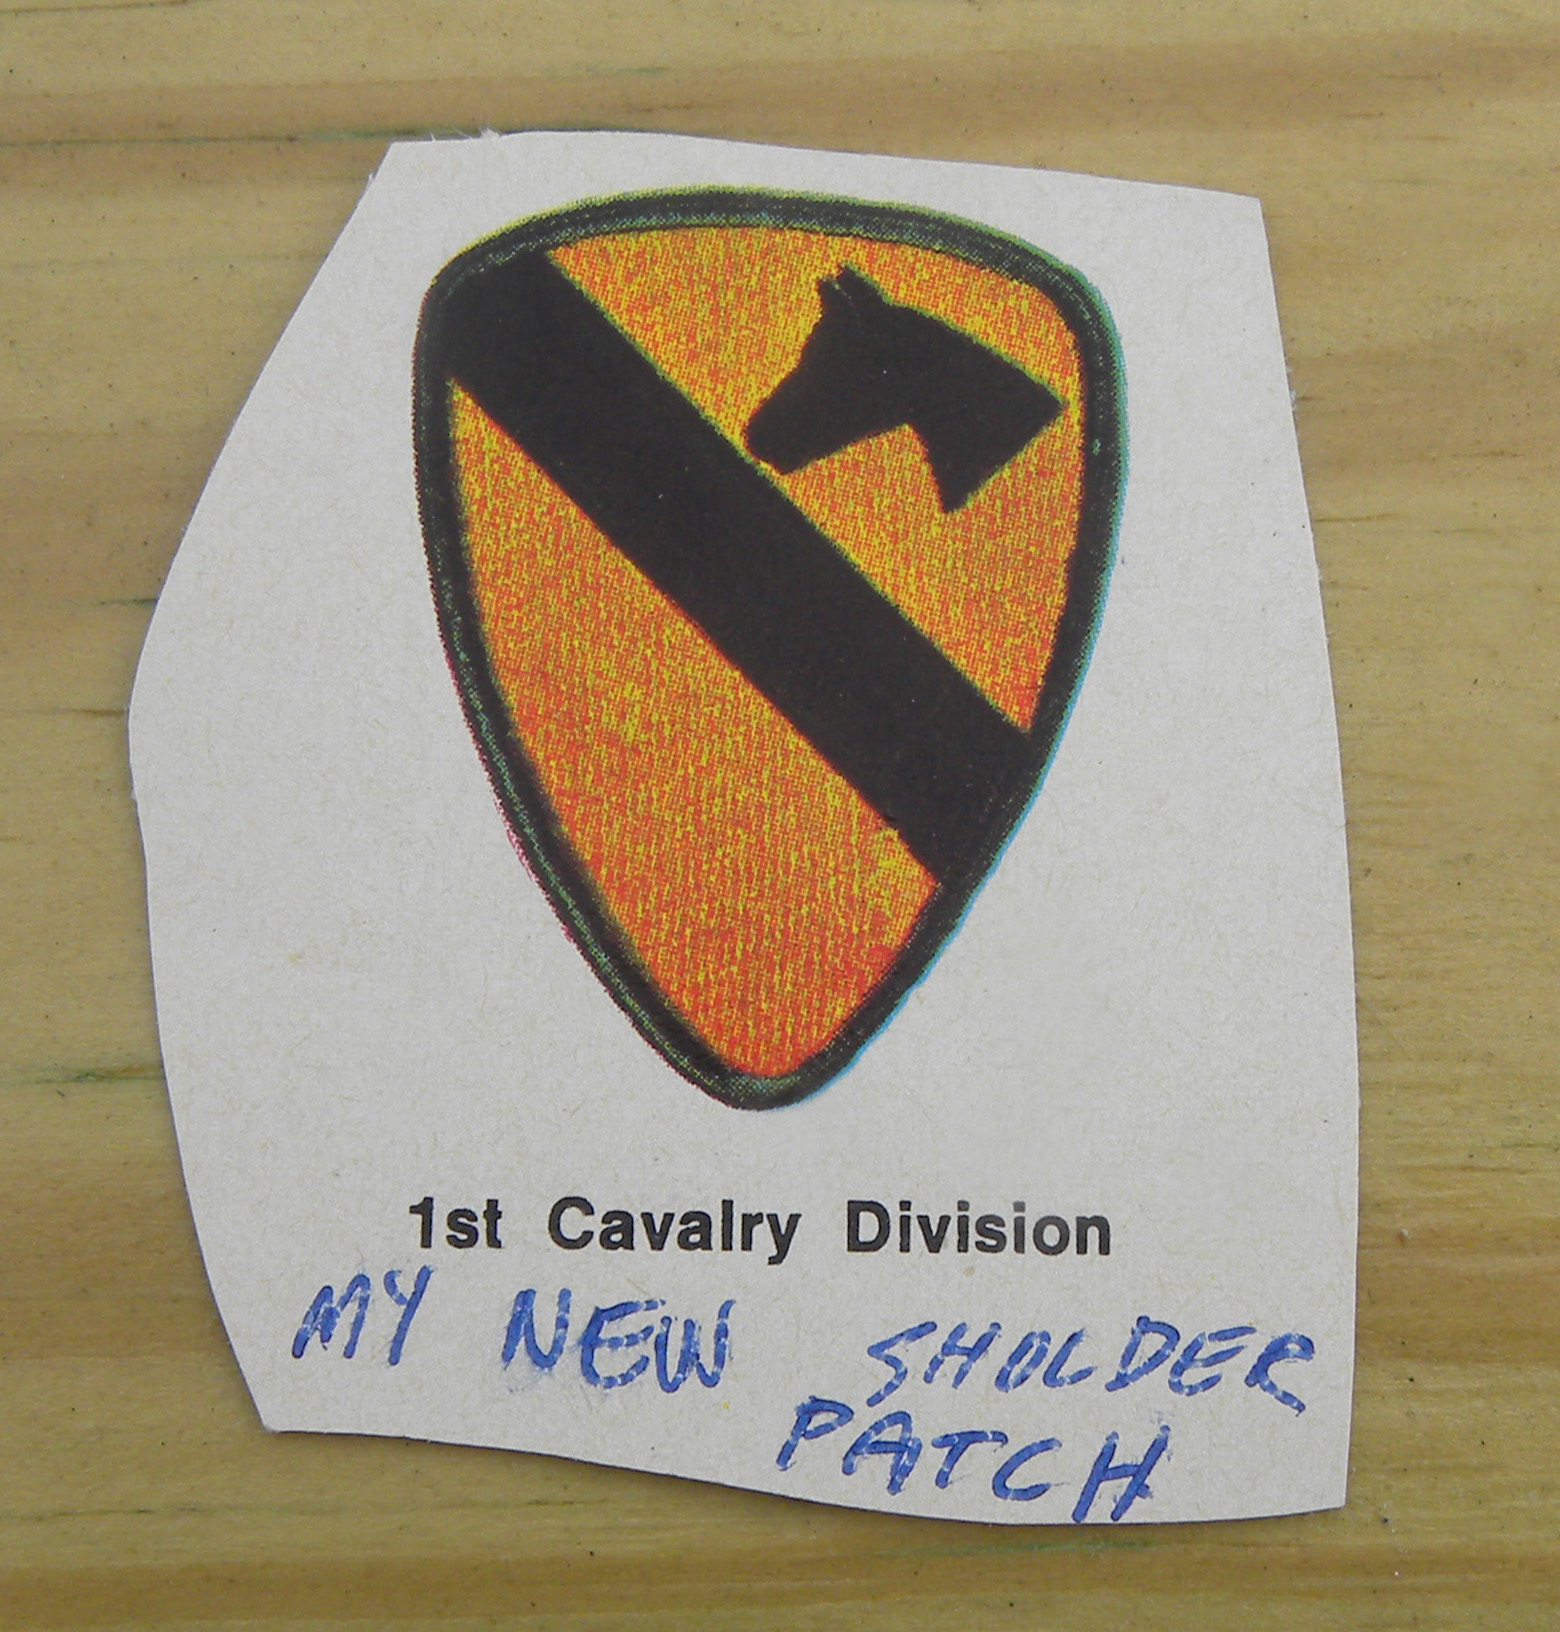 1st Cavalry Division
MY NEW SHOLDER
PATCH